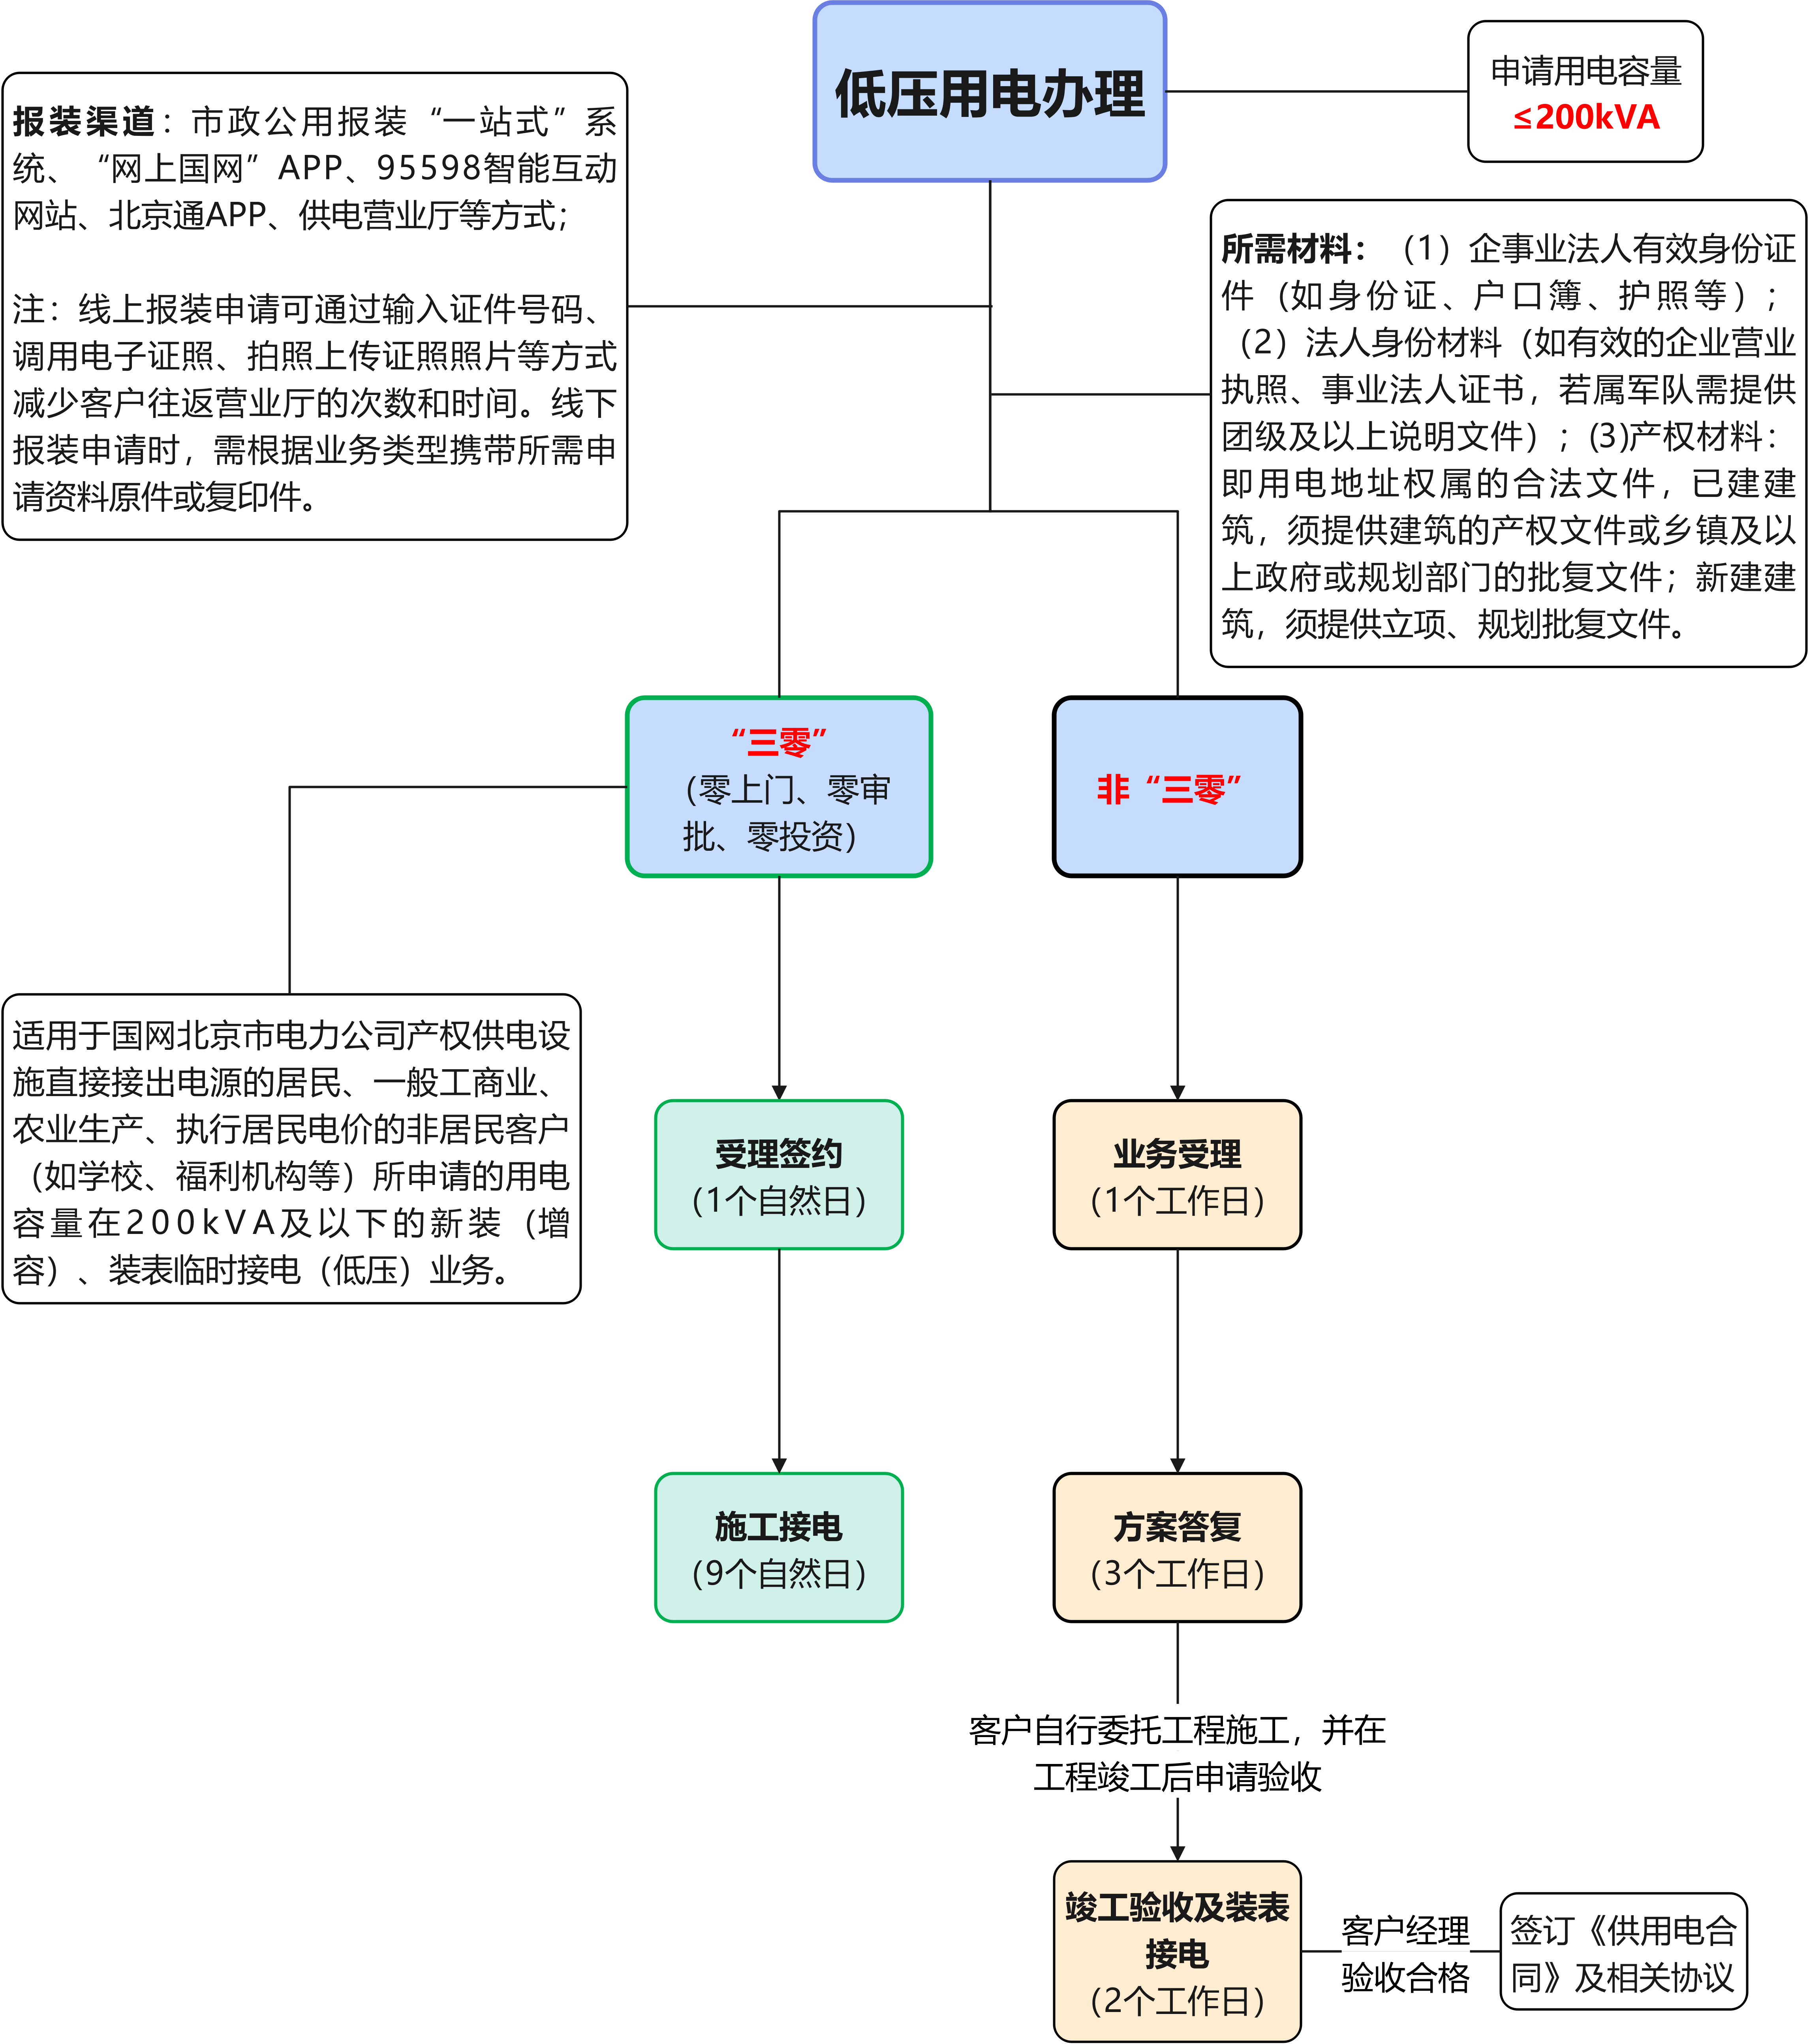 低压用电办理
申请用电容量
≤200kVA
报装渠道：市政公用报装“一站式”系
统、“网上国网”APP、95598智能互动
网站、北京通APP、供电营业厅等方式；
注：线上报装申请可通过输入证件号码、
调用电子证照、拍照上传证照照片等方式
减少客户往返营业厅的次数和时间。线下
报装申请时，需根据业务类型携带所需申
请资料原件或复印件。
所需材料：（1）企事业法人有效身份证
件（如身份证、户口簿、护照等）；
（2）法人身份材料（如有效的企业营业
执照、事业法人证书，若属军队需提供
团级及以上说明文件）；(3)产权材料：
即用电地址权属的合法文件，已建建
筑，须提供建筑的产权文件或乡镇及以
上政府或规划部门的批复文件；新建建
筑，须提供立项、规划批复文件。
“三零”
（零上门、零审
批、零投资）
非“三零”
适用于国网北京市电力公司产权供电设
施直接接出电源的居民、一般工商业、
农业生产、执行居民电价的非居民客户
（如学校、福利机构等）所申请的用电
容量在200kVA及以下的新装（增
容）、装表临时接电（低压）业务。
受理签约
（1个自然日）
业务受理
（1个工作日）
施工接电
（9个自然日）
方案答复
（3个工作日）
客户自行委托工程施工，并在
工程竣工后申请验收
竣工验收及装表
接电
（2个工作日）
客户经理
验收合格
签订《供用电合
同》及相关协议